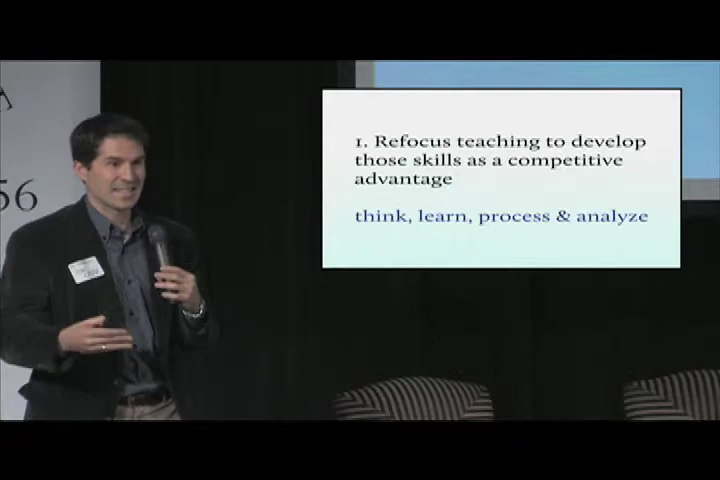 A
56
1. Refocus teaching to develop
those skills as a competitive
advantage
think, learn, process & analyze